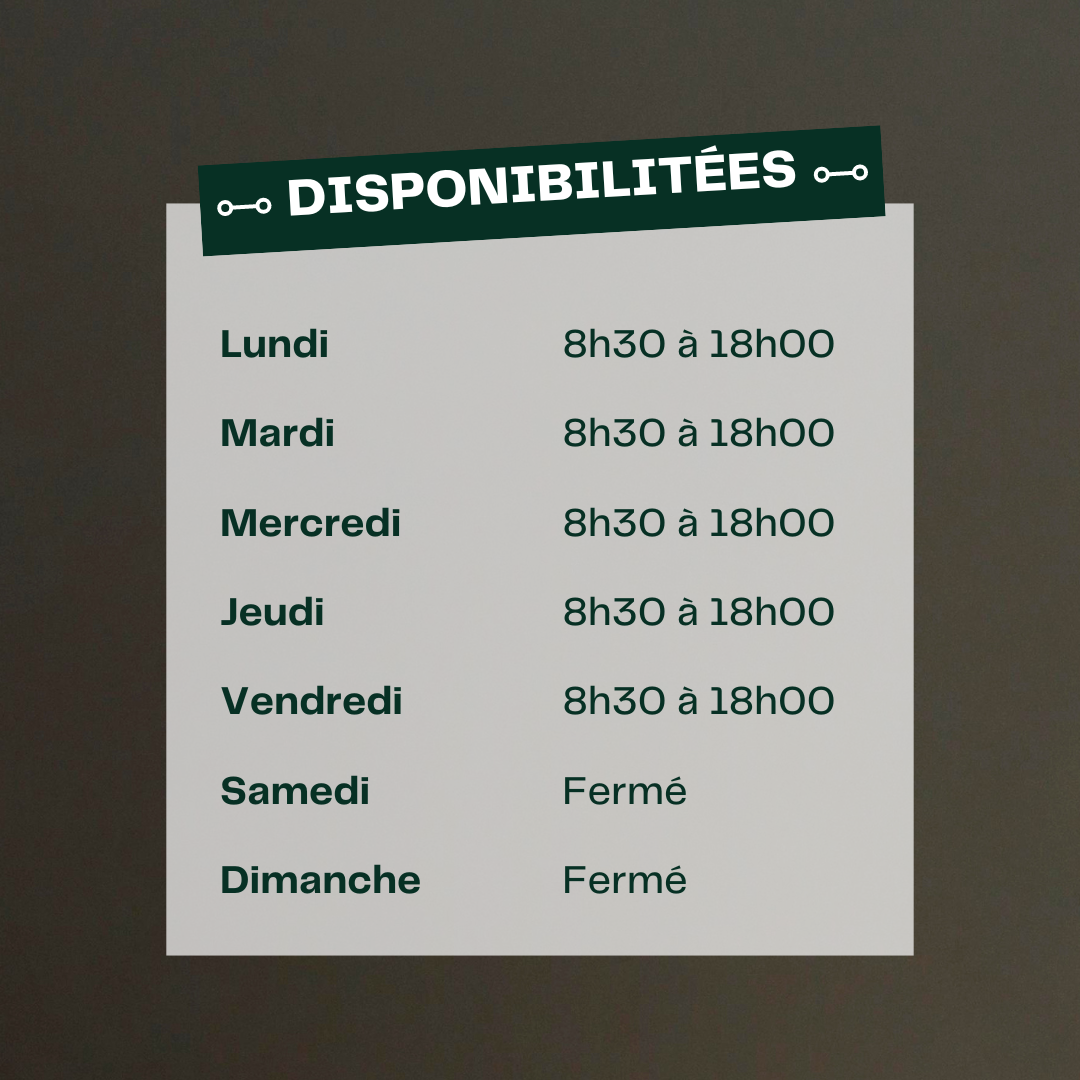 DISPONIBILITÉES
Lundi 8h30 à 18h00
Mardi 8h30 à 18h00
Mercredi 8h30 à 18h00
Jeudi 8h30 à 18h00
Vendredi 8h30 à 18h00
Samedi Fermé
Dimanche Fermé